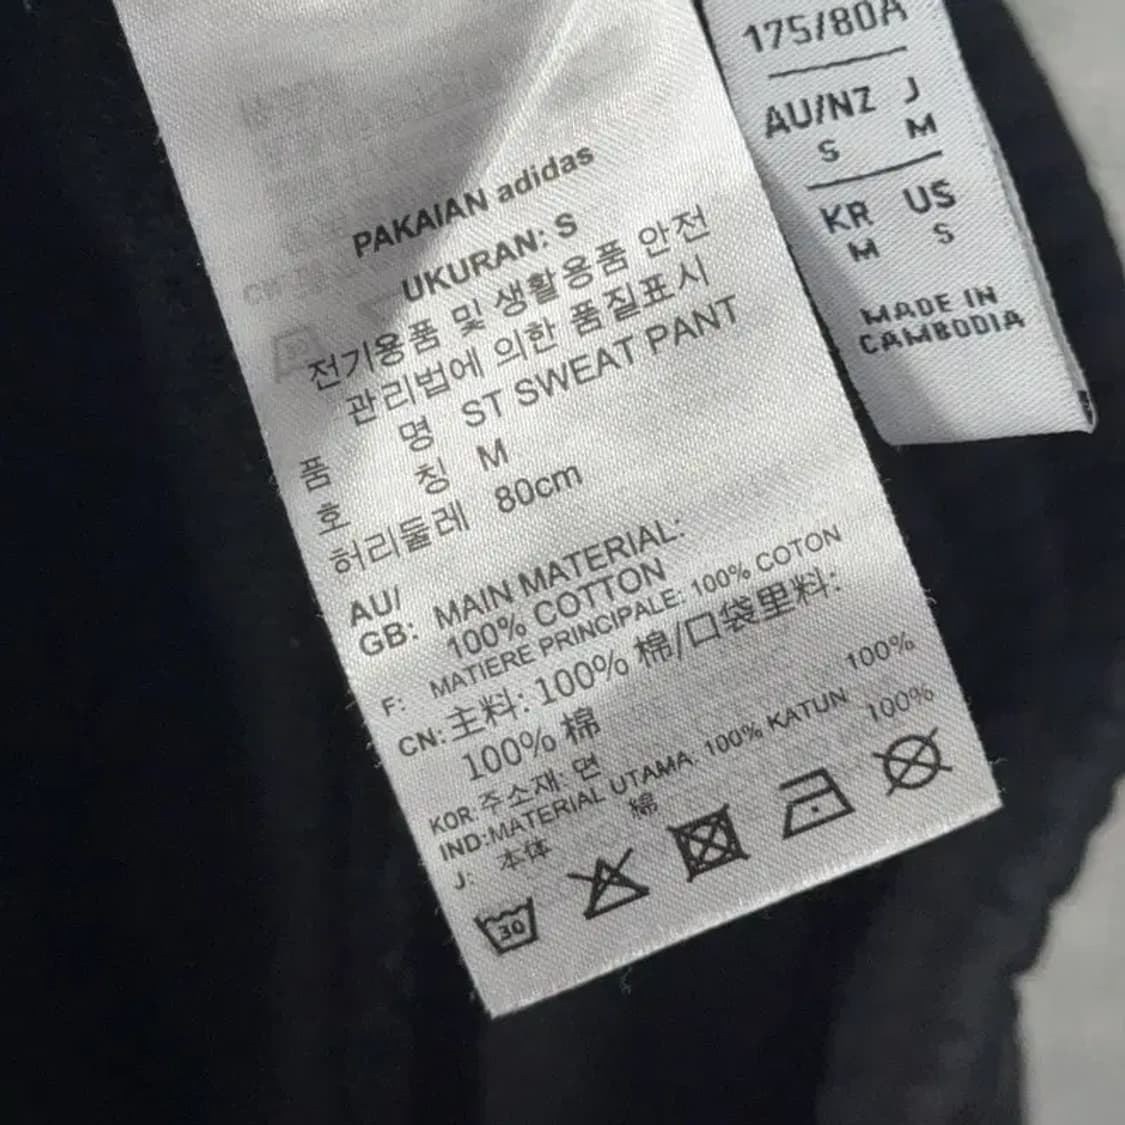 PAKAIAN adidas
UKURAN: S
전기용품 및 생활용품 안전
관리법에 의한 품질표시
품 명 ST SWEAT PANT
호 칭 M
허리둘레 80cm
AU/
GB: MAIN MATERIAL:
100% COTTON
F: MATIERE PRINCIPALE: 100% COTON
CN: 主料: 100% 棉/口袋里料:
100% 棉
KOR: 주소재: 면 100%
IND:MATERIAL UTAMA: 100% KATUN
J: 本体 綿 100%
30
175/80A
AU/NZ J
S M
KR US
M S
MADE IN
CAMBODIA